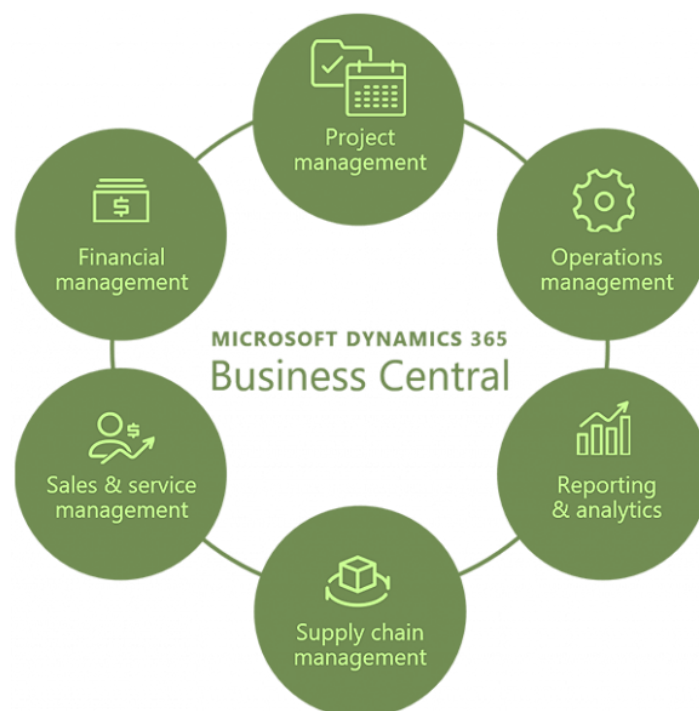 Project
management
Financial
management
Operations
management
MICROSOFT DYNAMICS 365
Business Central
Sales & service
management
Reporting
& analytics
Supply chain
management